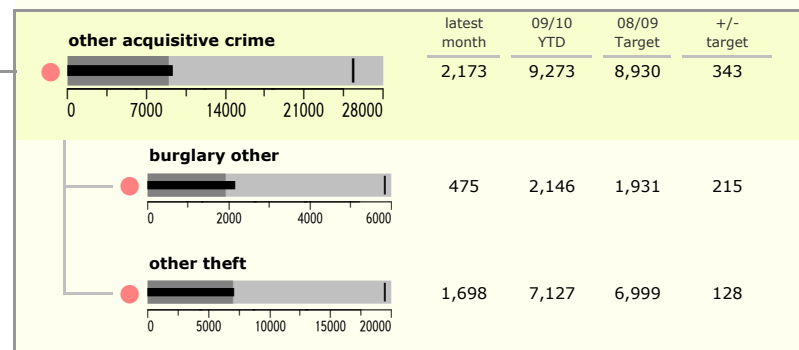 latest 09/10 08/09 +/-
month YTD Target target
other acquisitive crime
2,173 9,273 8,930 343
0 7000 14000 21000 28000
burglary other
475 2,146 1,931 215
0 2000 4000 6000
other theft
1,698 7,127 6,999 128
0 5000 10000 15000 20000